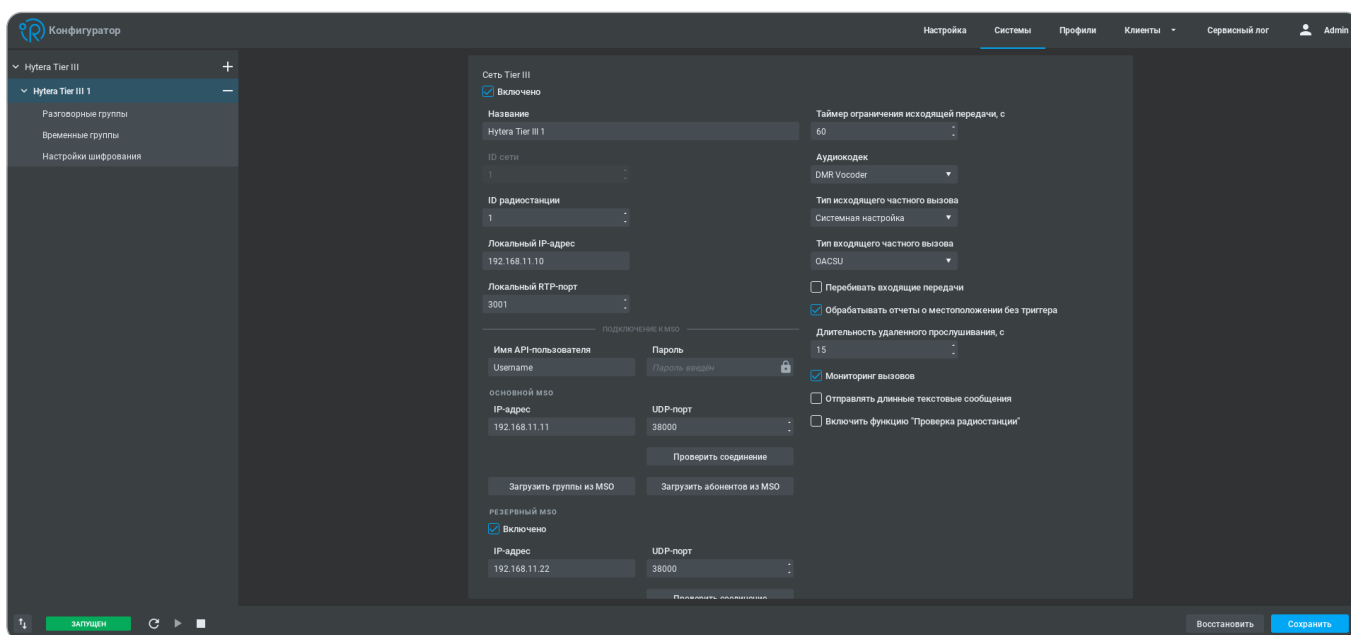 Конфигуратор
Настройка Системы Профили Клиенты Сервисный лог Admin
Hytera Tier III
Hytera Tier III 1
Разговорные группы
Временные группы
Настройки шифрования
Сеть Tier III
Включено
Название
Hytera Tier III 1
ID сети
1
ID радиостанции
1
Локальный IP-адрес
192.168.11.10
Локальный RTP-порт
3001
ПОДКЛЮЧЕНИЕ К MSO
Имя API-пользователя Пароль
Username Пароль введён
ОСНОВНОЙ MSO
IP-адрес UDP-порт
192.168.11.11 38000
Проверить соединение
Загрузить группы из MSO Загрузить абонентов из MSO
РЕЗЕРВНЫЙ MSO
Включено
IP-адрес UDP-порт
192.168.11.22 38000
Проверить соединение
Таймер ограничения исходящей передачи, с
60
Аудиокодек
DMR Vocoder
Тип исходящего частного вызова
Системная настройка
Тип входящего частного вызова
OACSU
Перебивать входящие передачи
Обрабатывать отчеты о местоположении без триггера
Длительность удаленного прослушивания, с
15
Мониторинг вызовов
Отправлять длинные текстовые сообщения
Включить функцию "Проверка радиостанции"
ЗАПУЩЕН
Восстановить Сохранить